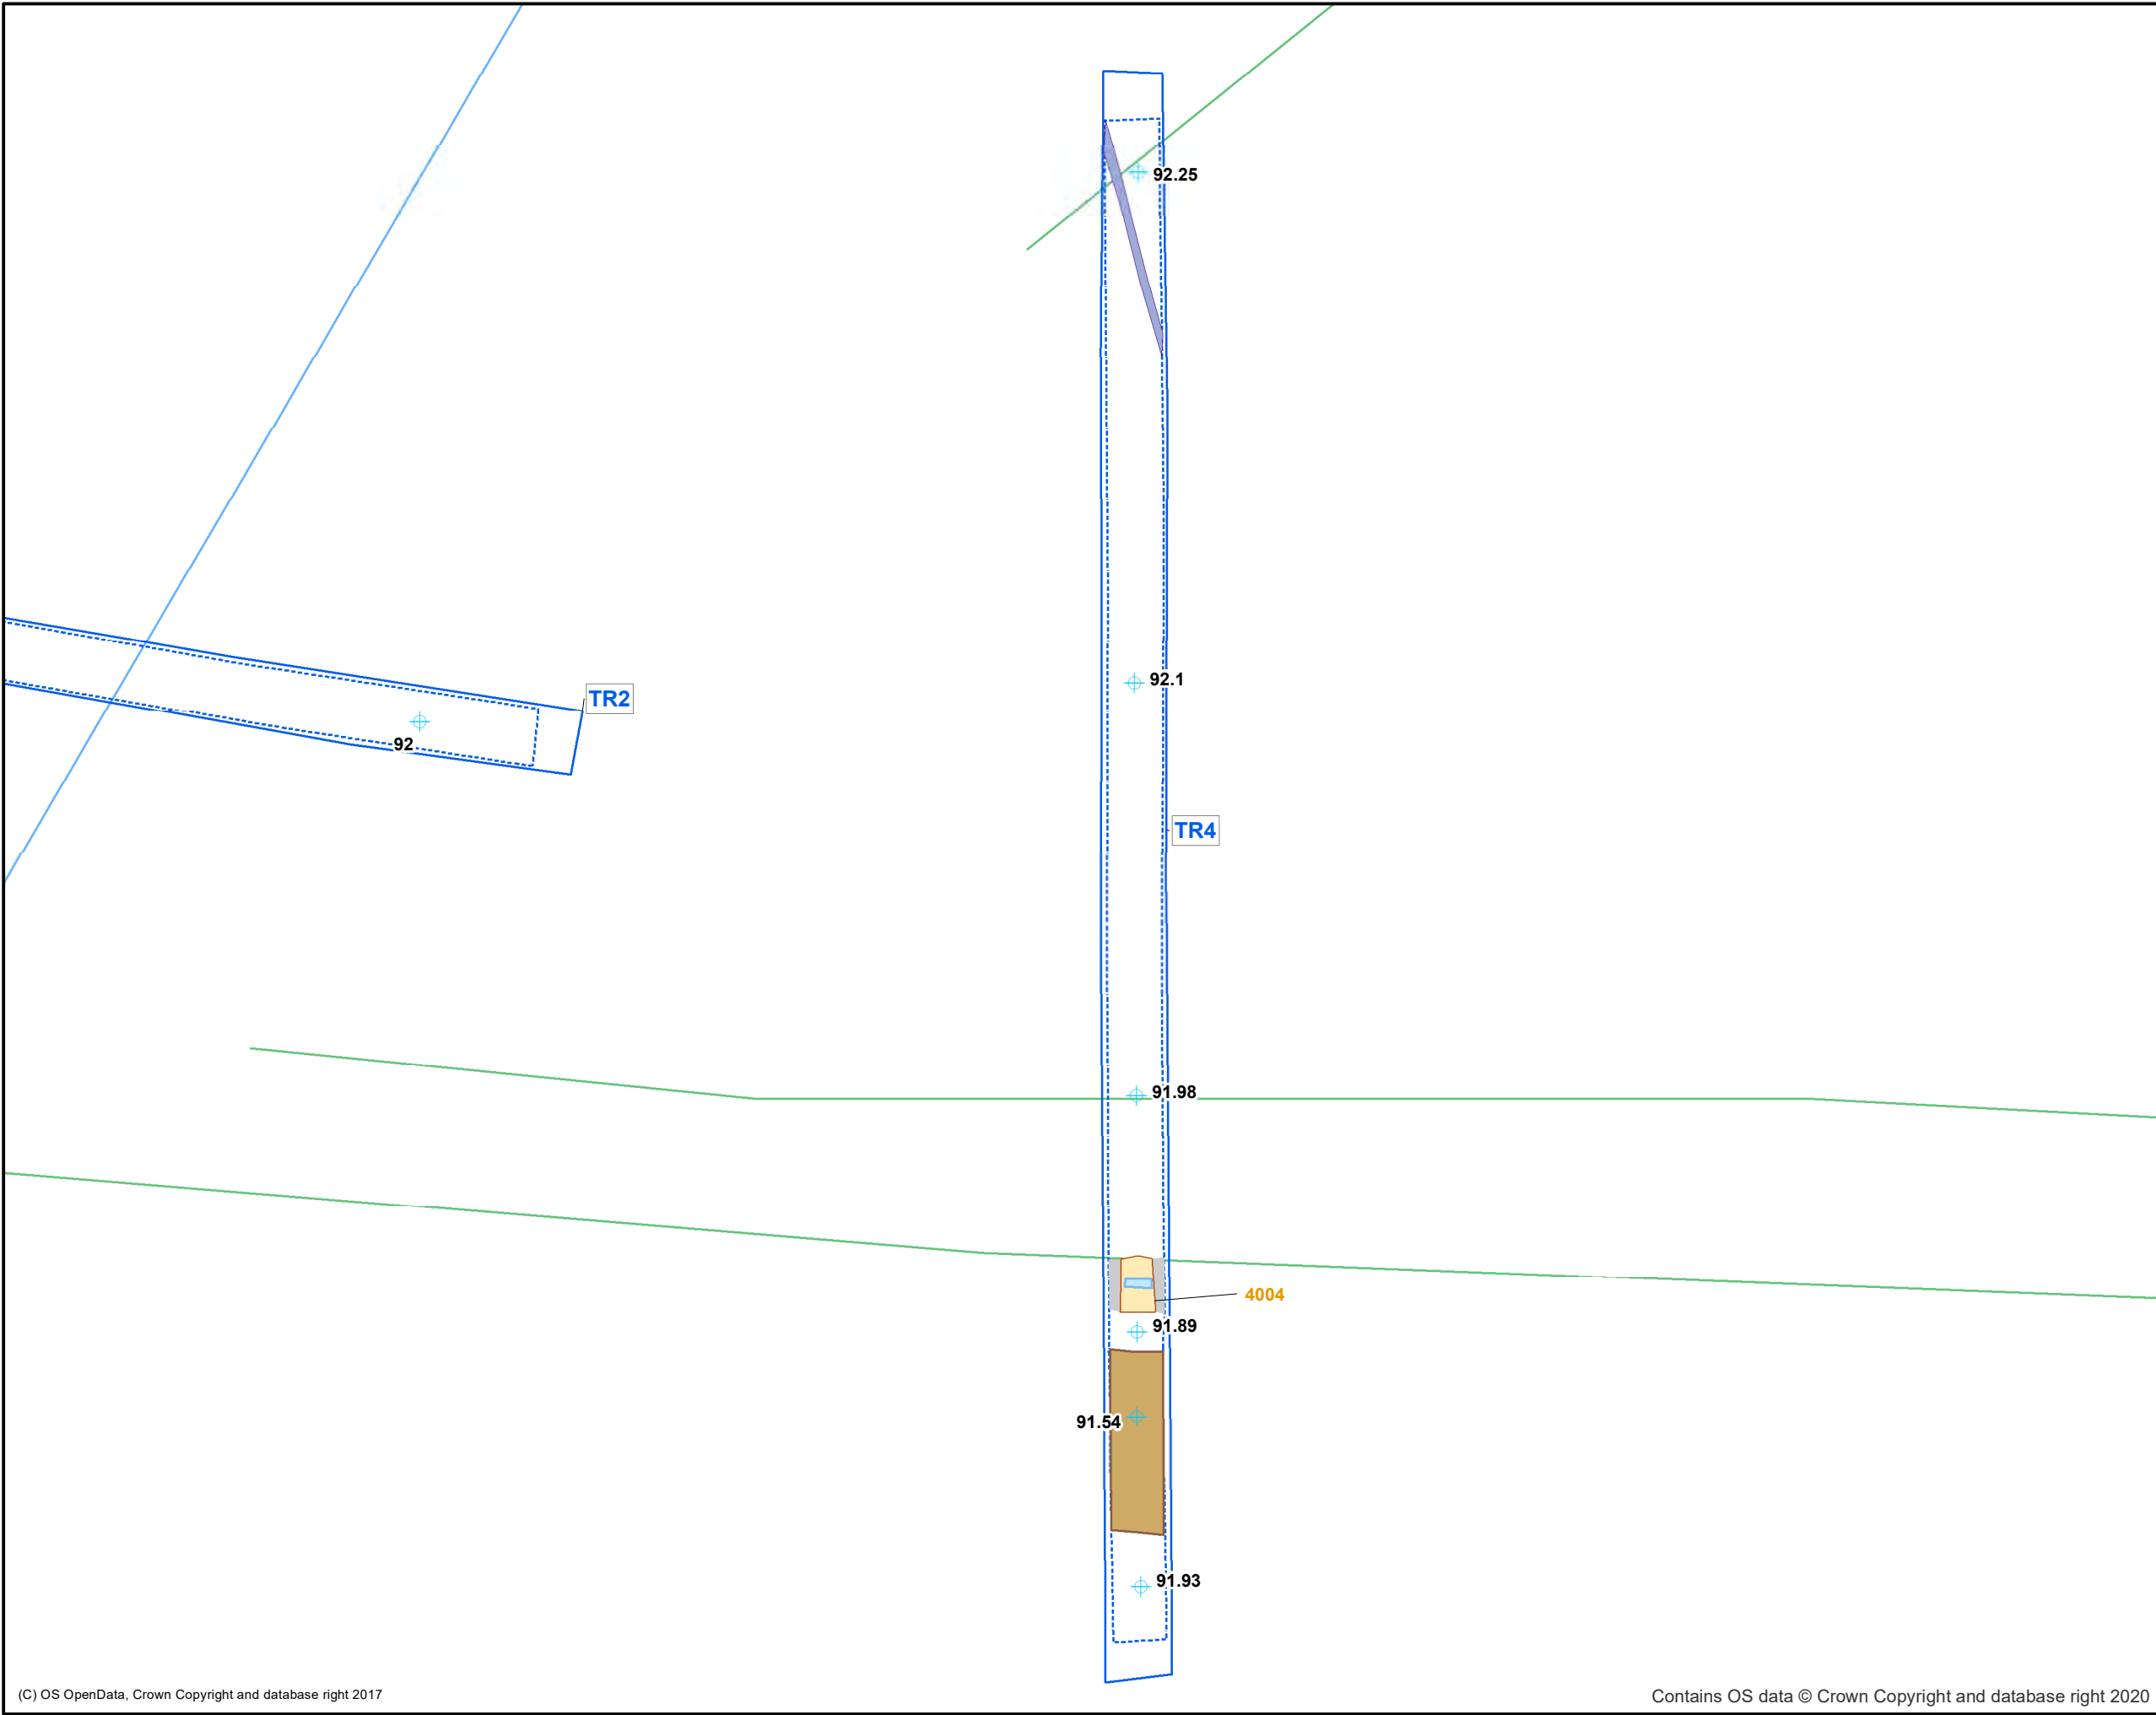 92.25
92.1
TR2
92
TR4
91.98
4004
91.89
91.54
91.93
(C) OS OpenData, Crown Copyright and database right 2017
Contains OS data © Crown Copyright and database right 2020